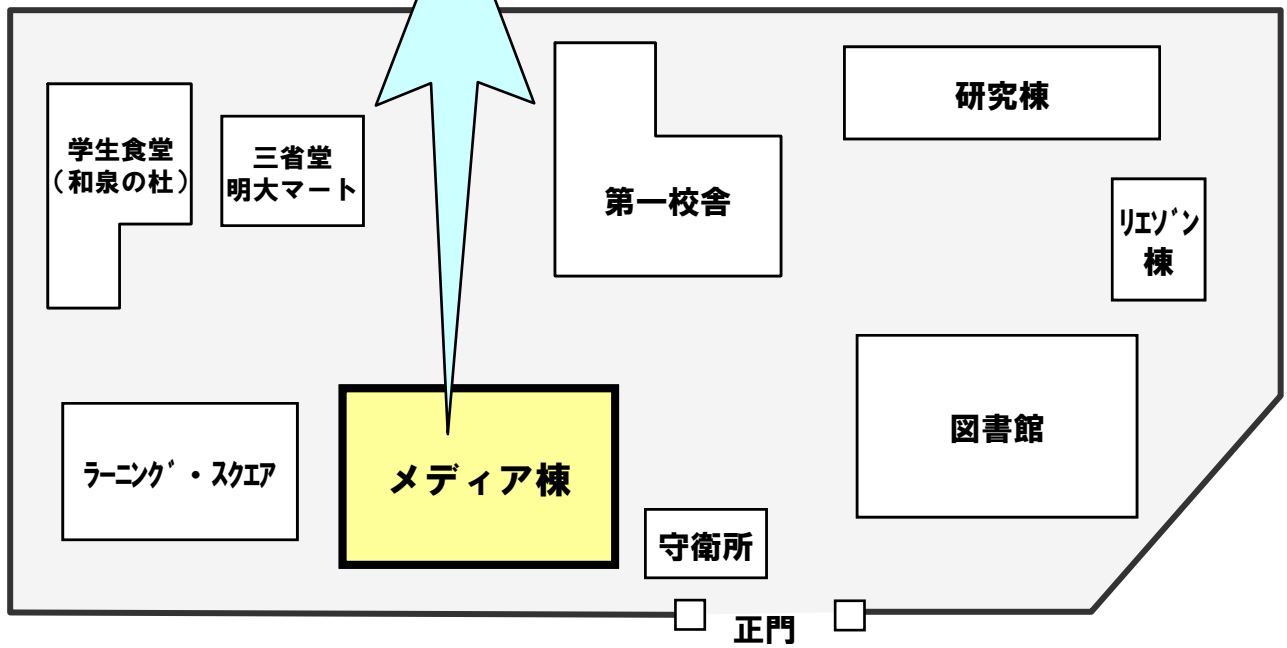 研究棟
学生食堂
（和泉の杜）
三省堂
明大マート
第一校舎
リエゾン
棟
図書館
ラーニング・スクエア
メディア棟
守衛所
正門